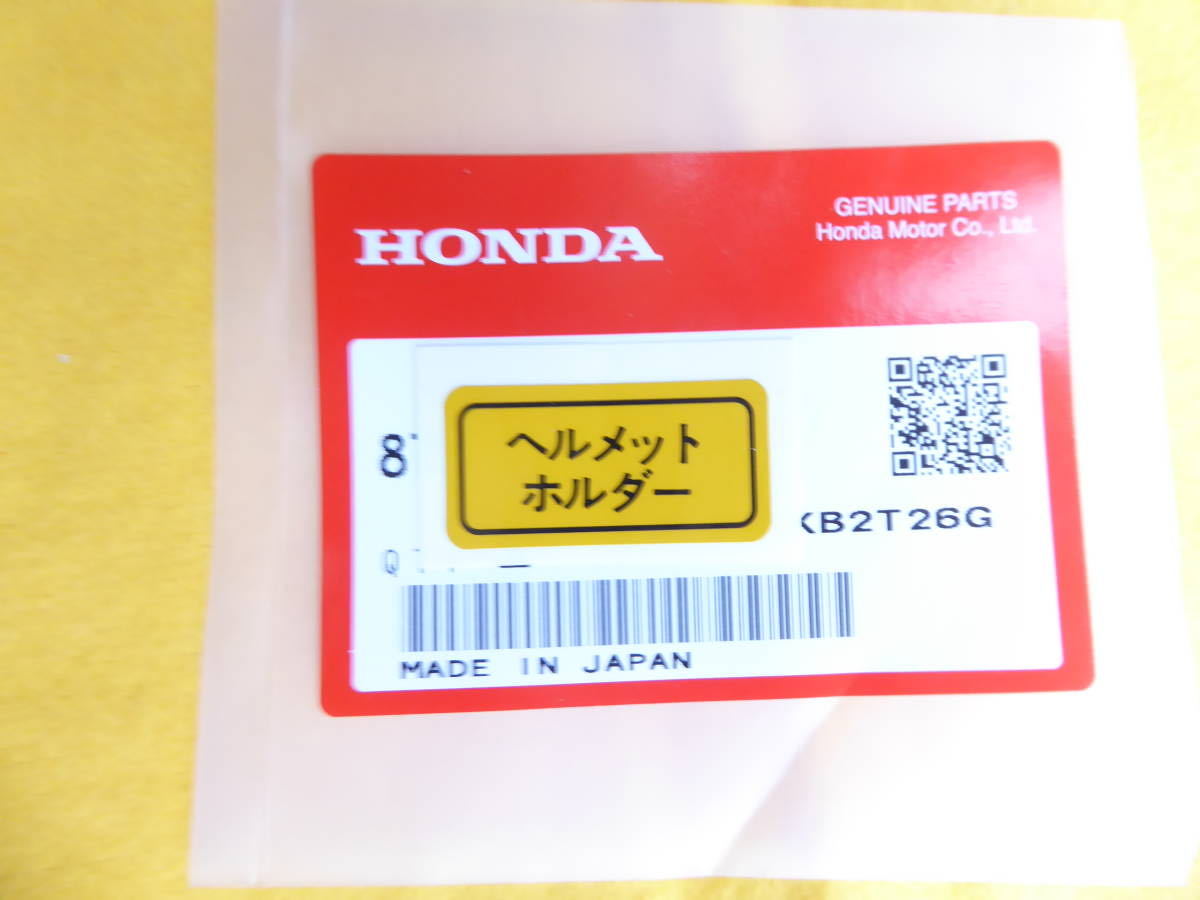 HONDA
GENUINE PARTS
Honda Motor Co., Ltd.
8
ヘルメット
ホルダー
KB2T26G
Q
MADE IN JAPAN